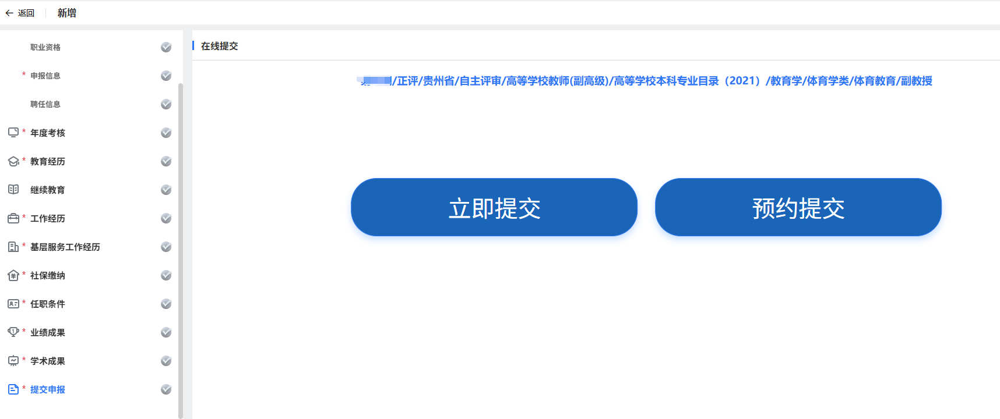 返回 新增
职业资格
* 申报信息
聘任信息
* 年度考核
* 教育经历
继续教育
* 工作经历
* 基层服务工作经历
* 社保缴纳
* 任职条件
* 业绩成果
* 学术成果
* 提交申报
在线提交
/正评/贵州省/自主评审/高等学校教师(副高级)/高等学校本科专业目录（2021）/教育学/体育学类/体育教育/副教授
立即提交 预约提交